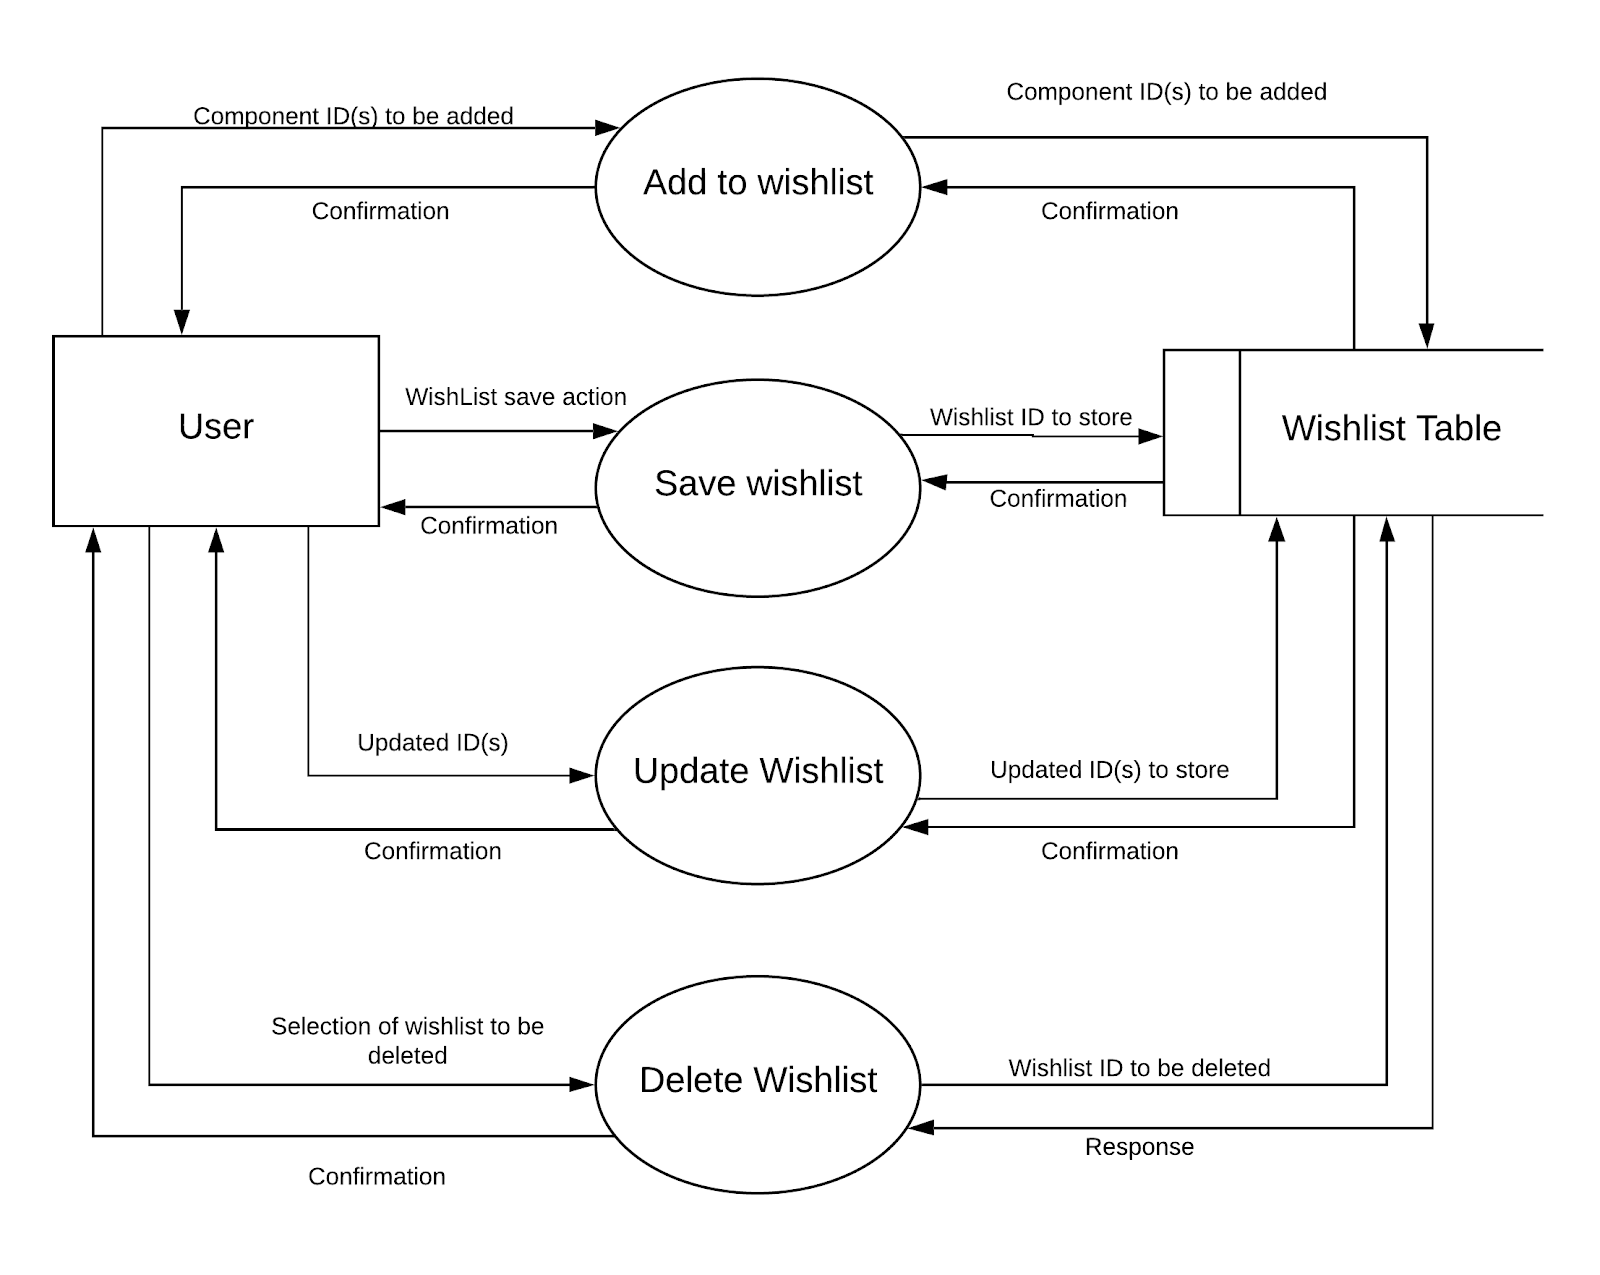 Component ID(s) to be added
Component ID(s) to be added
Add to wishlist
Confirmation
Confirmation
User
WishList save action
Wishlist ID to store
Wishlist Table
Save wishlist
Confirmation
Confirmation
Updated ID(s)
Update Wishlist
Updated ID(s) to store
Confirmation
Confirmation
Selection of wishlist to be
deleted
Delete Wishlist
Wishlist ID to be deleted
Response
Confirmation